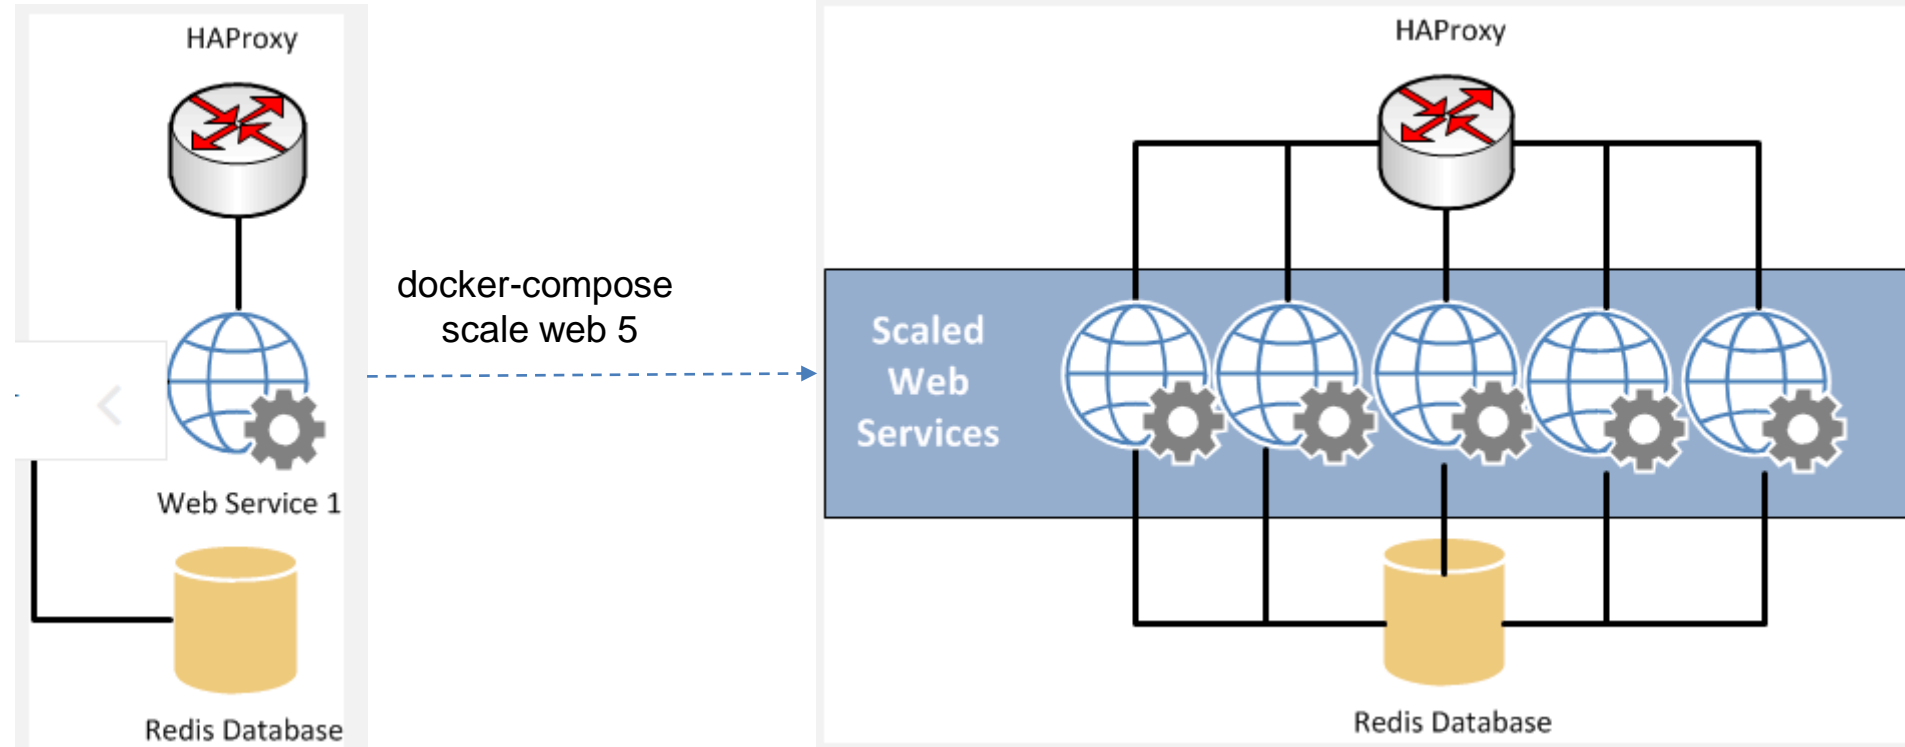 HAProxy
Web Service 1
Redis Database
docker-compose
scale web 5
HAProxy
Scaled
Web
Services
Redis Database